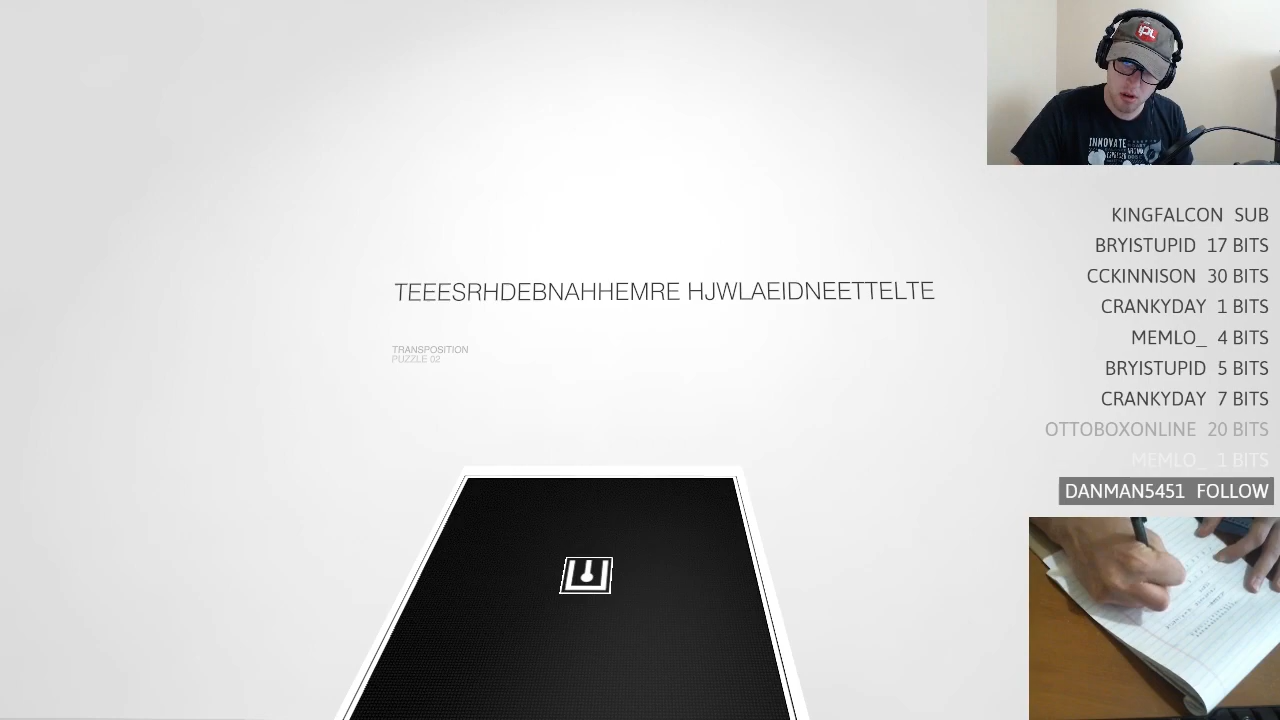 TEEESRHDEBNAHHEMRE HJWLAEIDNEETTELTE
TRANSPOSITION
PUZZLE 02
INNOVATE
KINGFALCON SUB
BRYISTUPID 17 BITS
CCKINNISON 30 BITS
CRANKYDAY 1 BITS
MEMLO_ 4 BITS
BRYISTUPID 5 BITS
CRANKYDAY 7 BITS
OTTOBOXONLINE 20 BITS
MEMLO_ 1 BITS
DANMAN5451 FOLLOW